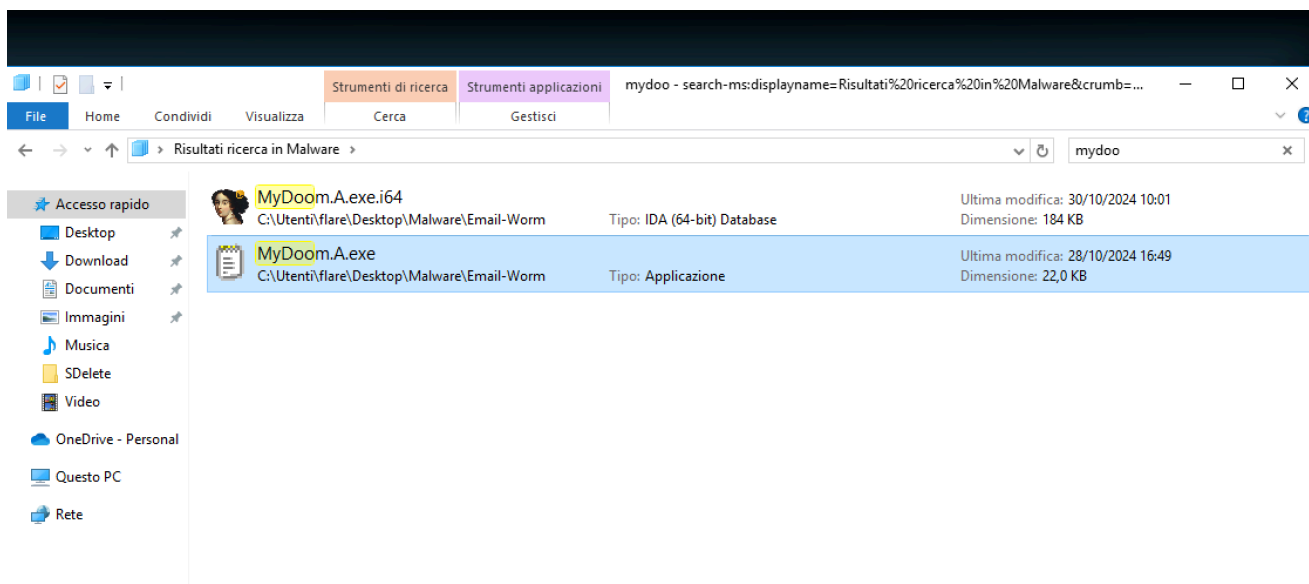 Strumenti di ricerca
Strumenti applicazioni
mydoo - search-ms:displayname=Risultati%20ricerca%20in%20Malware&crumb=...
File
Home
Condividi
Visualizza
Cerca
Gestisci
Risultati ricerca in Malware
mydoo
Accesso rapido
Desktop
Download
Documenti
Immagini
Musica
SDelete
Video
OneDrive - Personal
Questo PC
Rete
MyDoom.A.exe.i64
C:\Utenti\flare\Desktop\Malware\Email-Worm
Tipo: IDA (64-bit) Database
Ultima modifica: 30/10/2024 10:01
Dimensione: 184 KB
MyDoom.A.exe
C:\Utenti\flare\Desktop\Malware\Email-Worm
Tipo: Applicazione
Ultima modifica: 28/10/2024 16:49
Dimensione: 22,0 KB